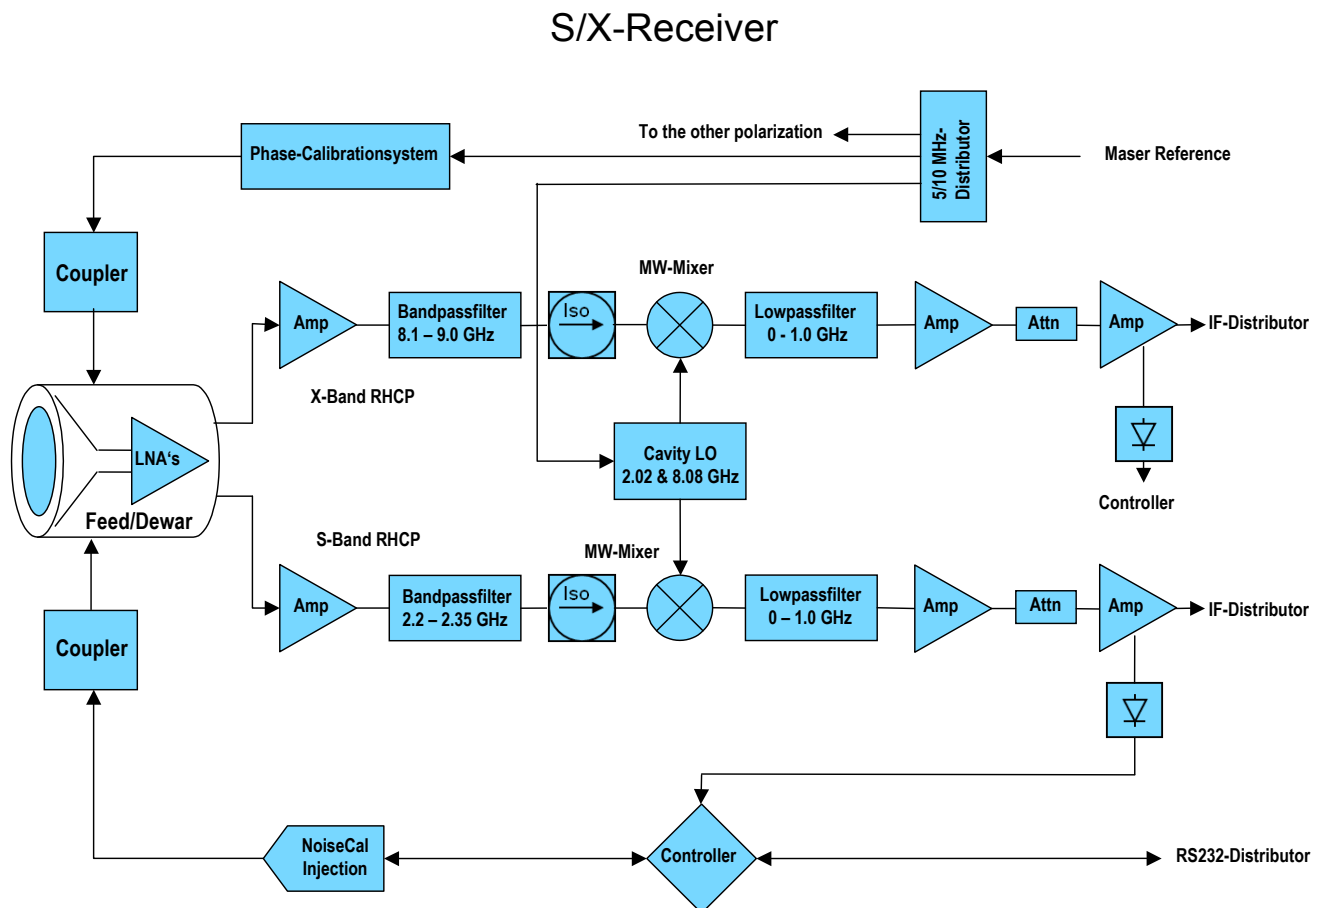 S/X-Receiver
To the other polarization
5/10 MHz-
Distributor
Maser Reference
Phase-Calibrationsystem
Coupler
MW-Mixer
Amp
Bandpassfilter
8.1 – 9.0 GHz
Iso
Lowpassfilter
0 - 1.0 GHz
Amp
Attn
Amp
IF-Distributor
X-Band RHCP
LNA‘s
Feed/Dewar
Cavity LO
2.02 & 8.08 GHz
Controller
S-Band RHCP
MW-Mixer
Coupler
Amp
Bandpassfilter
2.2 – 2.35 GHz
Iso
Lowpassfilter
0 – 1.0 GHz
Amp
Attn
Amp
IF-Distributor
NoiseCal
Injection
Controller
RS232-Distributor